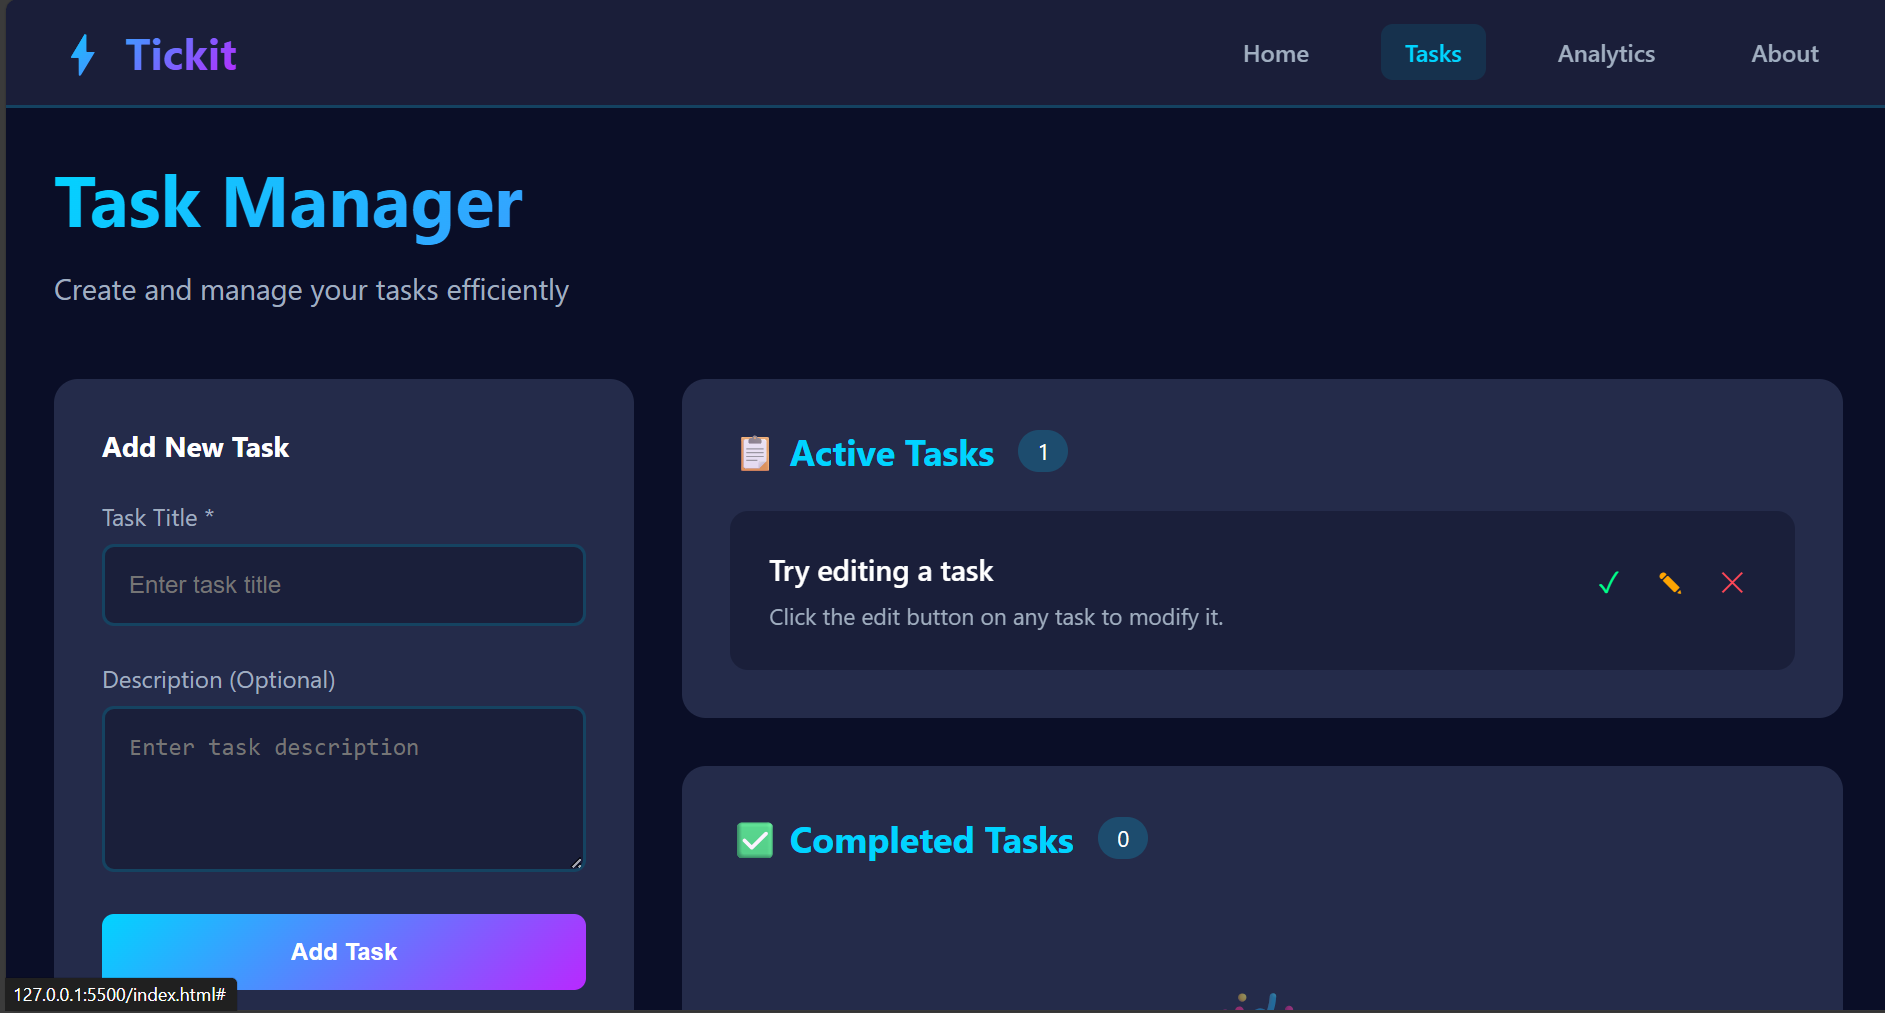 Tickit
Home
Tasks
Analytics
About
Task Manager
Create and manage your tasks efficiently
Add New Task
Task Title *
Enter task title
Description (Optional)
Enter task description
Add Task
Active Tasks
1
Try editing a task
Click the edit button on any task to modify it.
Completed Tasks
0
127.0.0.1:5500/index.html#